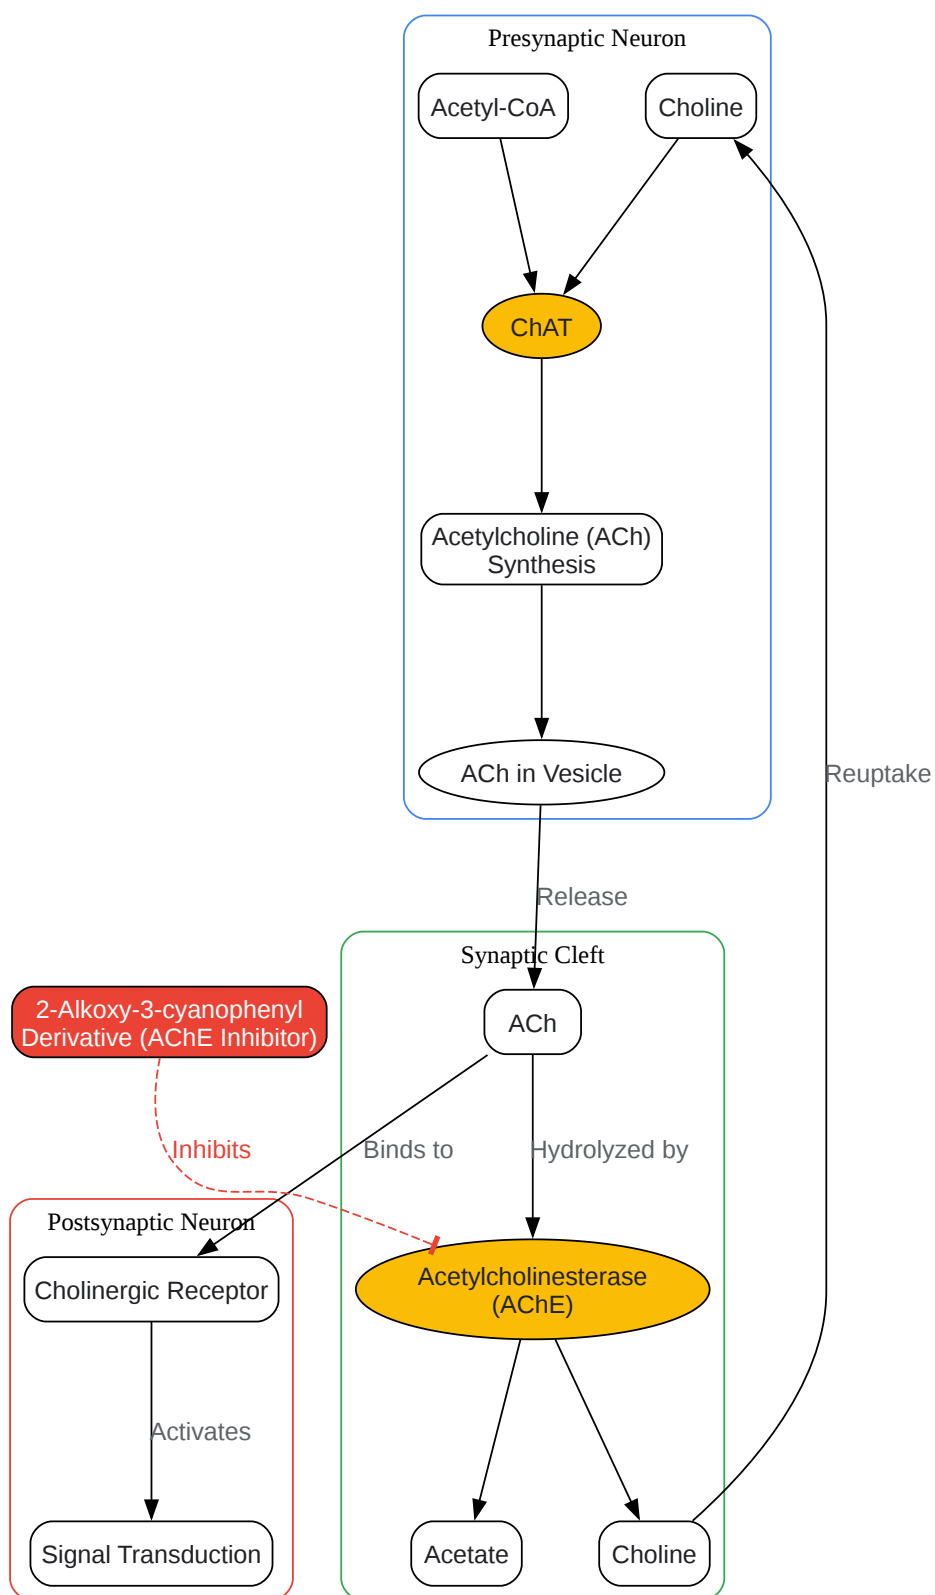 Presynaptic Neuron
Acetyl-CoA
Choline
ChAT
Acetylcholine (ACh)
Synthesis
ACh in Vesicle
Reuptake
Release
Synaptic Cleft
2-Alkoxy-3-cyanophenyl
Derivative (AChE Inhibitor)
ACh
Inhibits
Binds to
Hydrolyzed by
Postsynaptic Neuron
Cholinergic Receptor
Acetylcholinesterase
(AChE)
Activates
Signal Transduction
Acetate
Choline